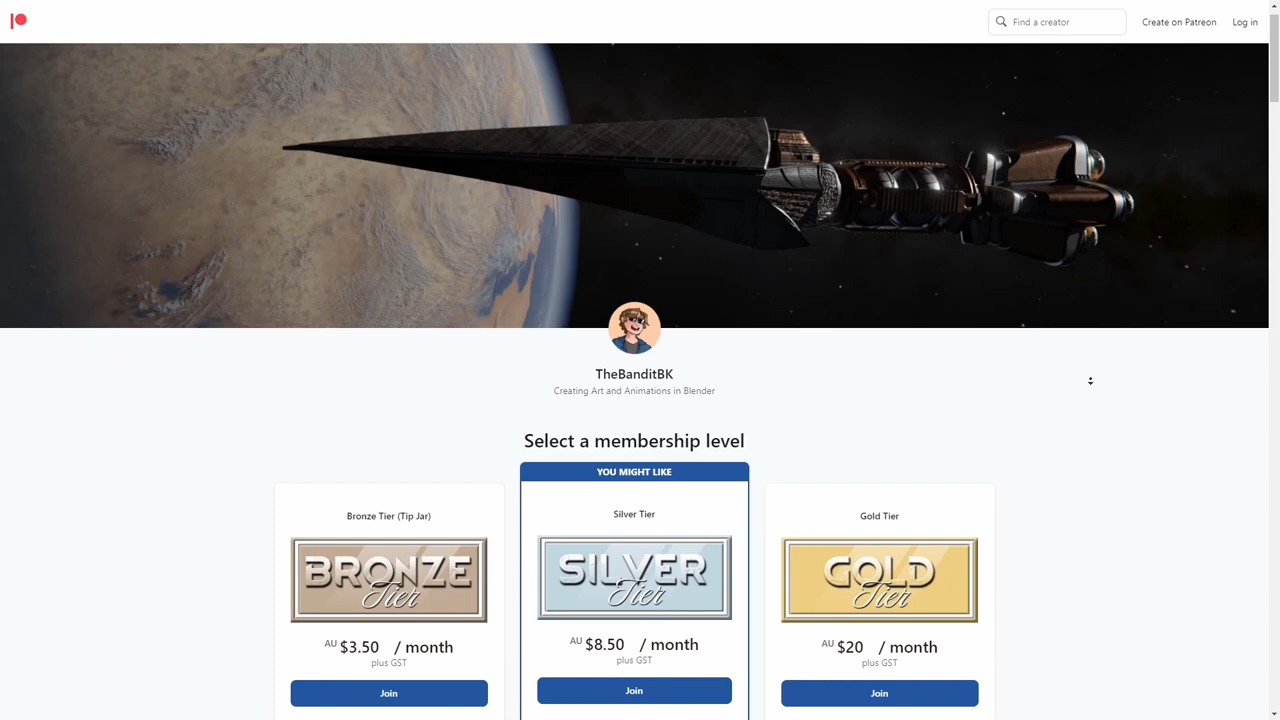 Find a creator
Create on Patreon
Log in
TheBanditBK
Creating Art and Animations in Blender
Select a membership level
YOU MIGHT LIKE
Bronze Tier (Tip Jar)
BRONZE
Tier
AU $3.50 / month
plus GST
Join
Silver Tier
SILVER
Tier
AU $8.50 / month
plus GST
Join
Gold Tier
GOLD
Tier
AU $20 / month
plus GST
Join